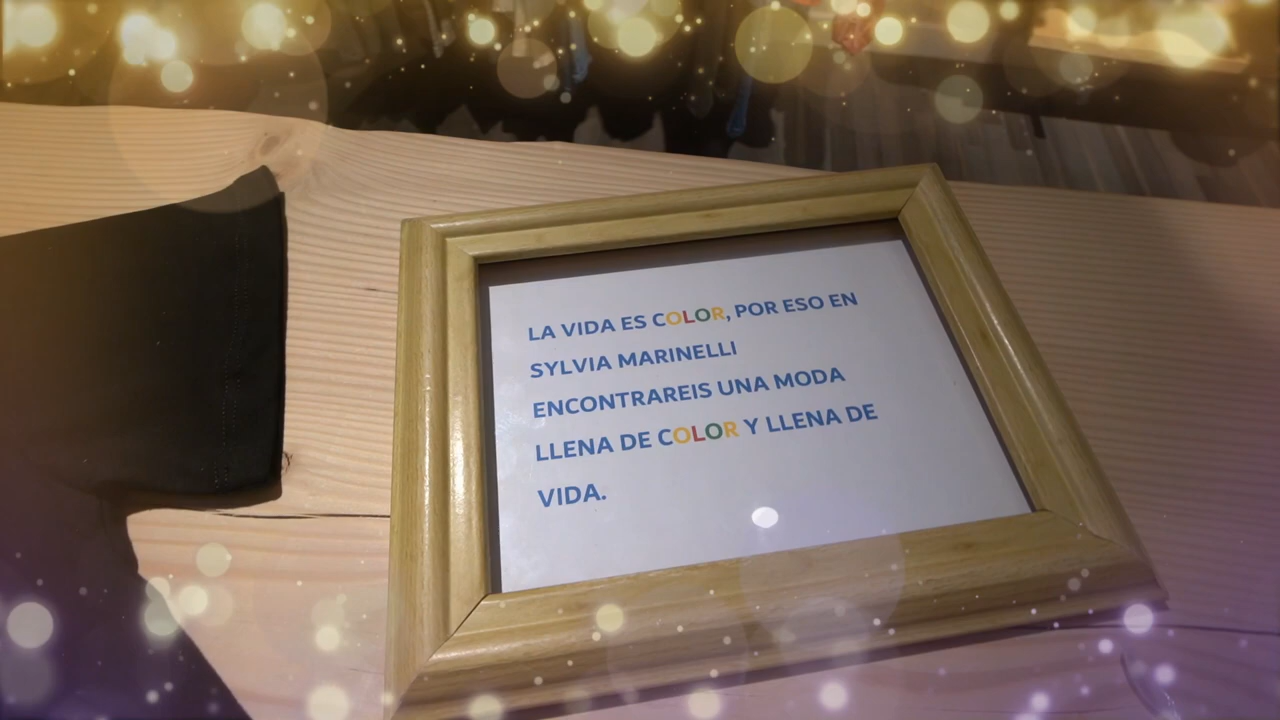 LA VIDA ES COLOR, POR ESO EN
SYLVIA MARINELLI
ENCONTRAREIS UNA MODA
LLENA DE COLOR Y LLENA DE
VIDA.